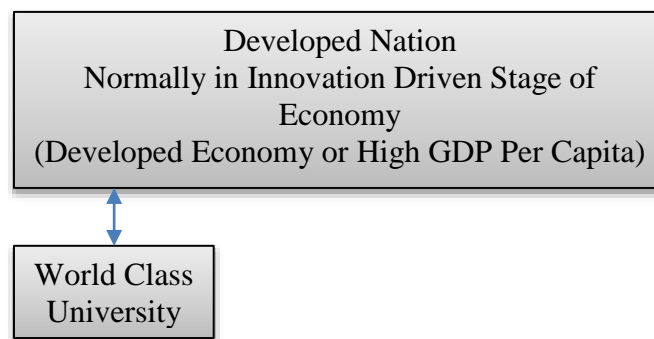 Developed Nation
Normally in Innovation Driven Stage of
Economy
(Developed Economy or High GDP Per Capita)
World Class
University